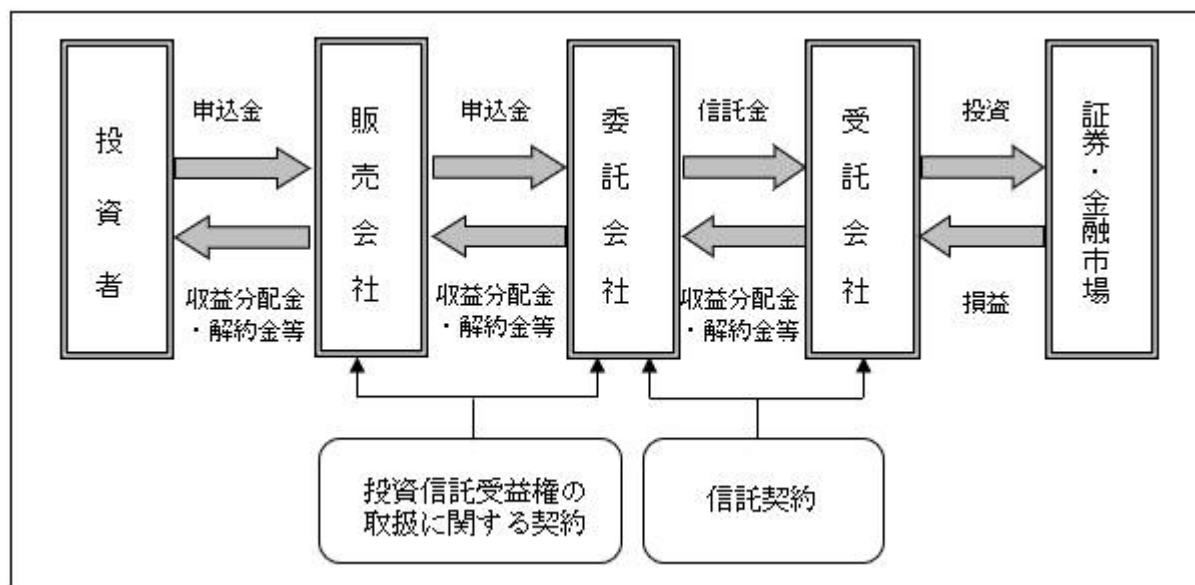 投資者
申込金
収益分配金
・解約金等
販売会社
申込金
収益分配金
・解約金等
委託会社
信託金
収益分配金
・解約金等
受託会社
投資
損益
証券・金融市場
投資信託受益権の
取扱に関する契約
信託契約